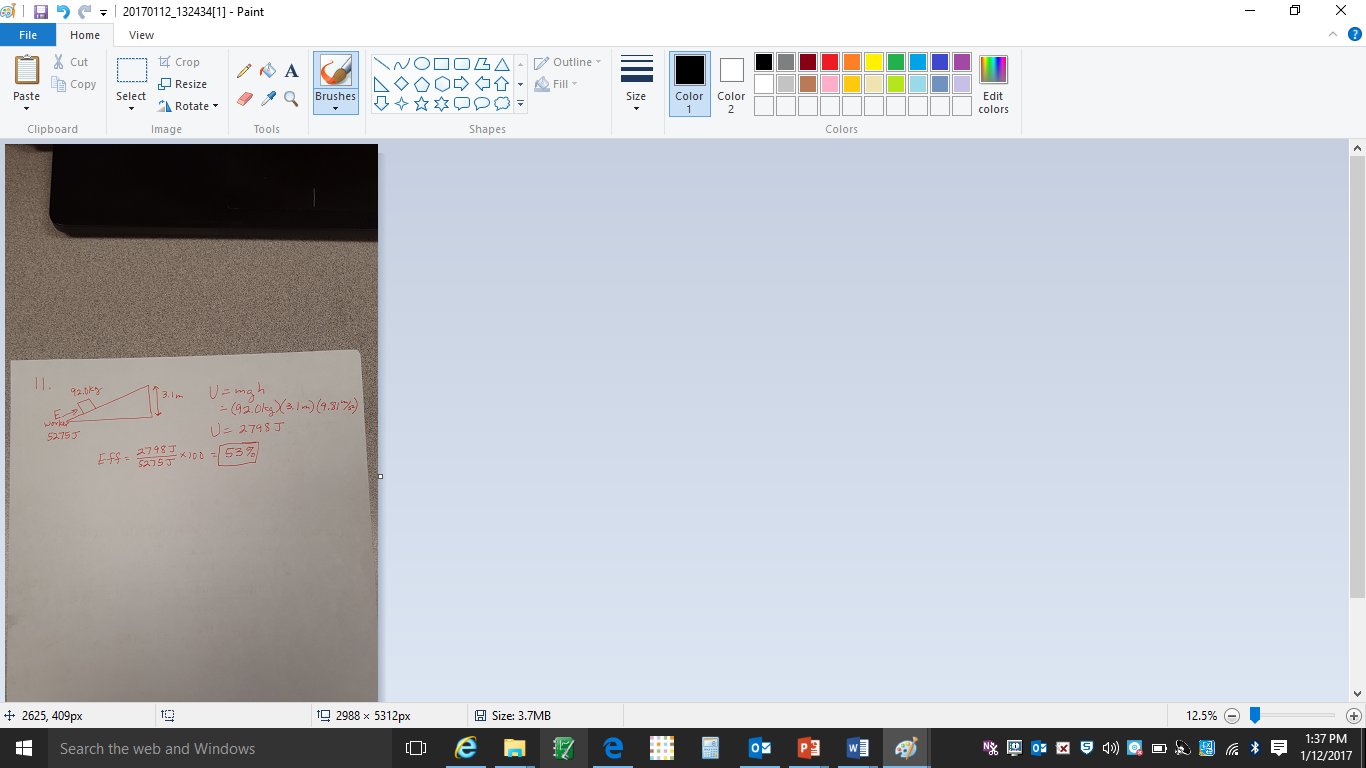 20170112_132434[1] - Paint
File Home View
Paste Cut Copy Clipboard
Select Crop Resize Rotate Image
Tools
Brushes
Shapes Outline Fill
Size
Color 1 Color 2 Colors Edit colors
11.
92.0kg
3.1m
E
worker
5275J
U = mgh
= (92.0kg)(3.1m)(9.81m/s²)
U = 2798 J
Eff = 2798J / 5275J × 100 = 53%
2625, 409px 2988 × 5312px Size: 3.7MB 12.5%
Search the web and Windows
1:37 PM
1/12/2017